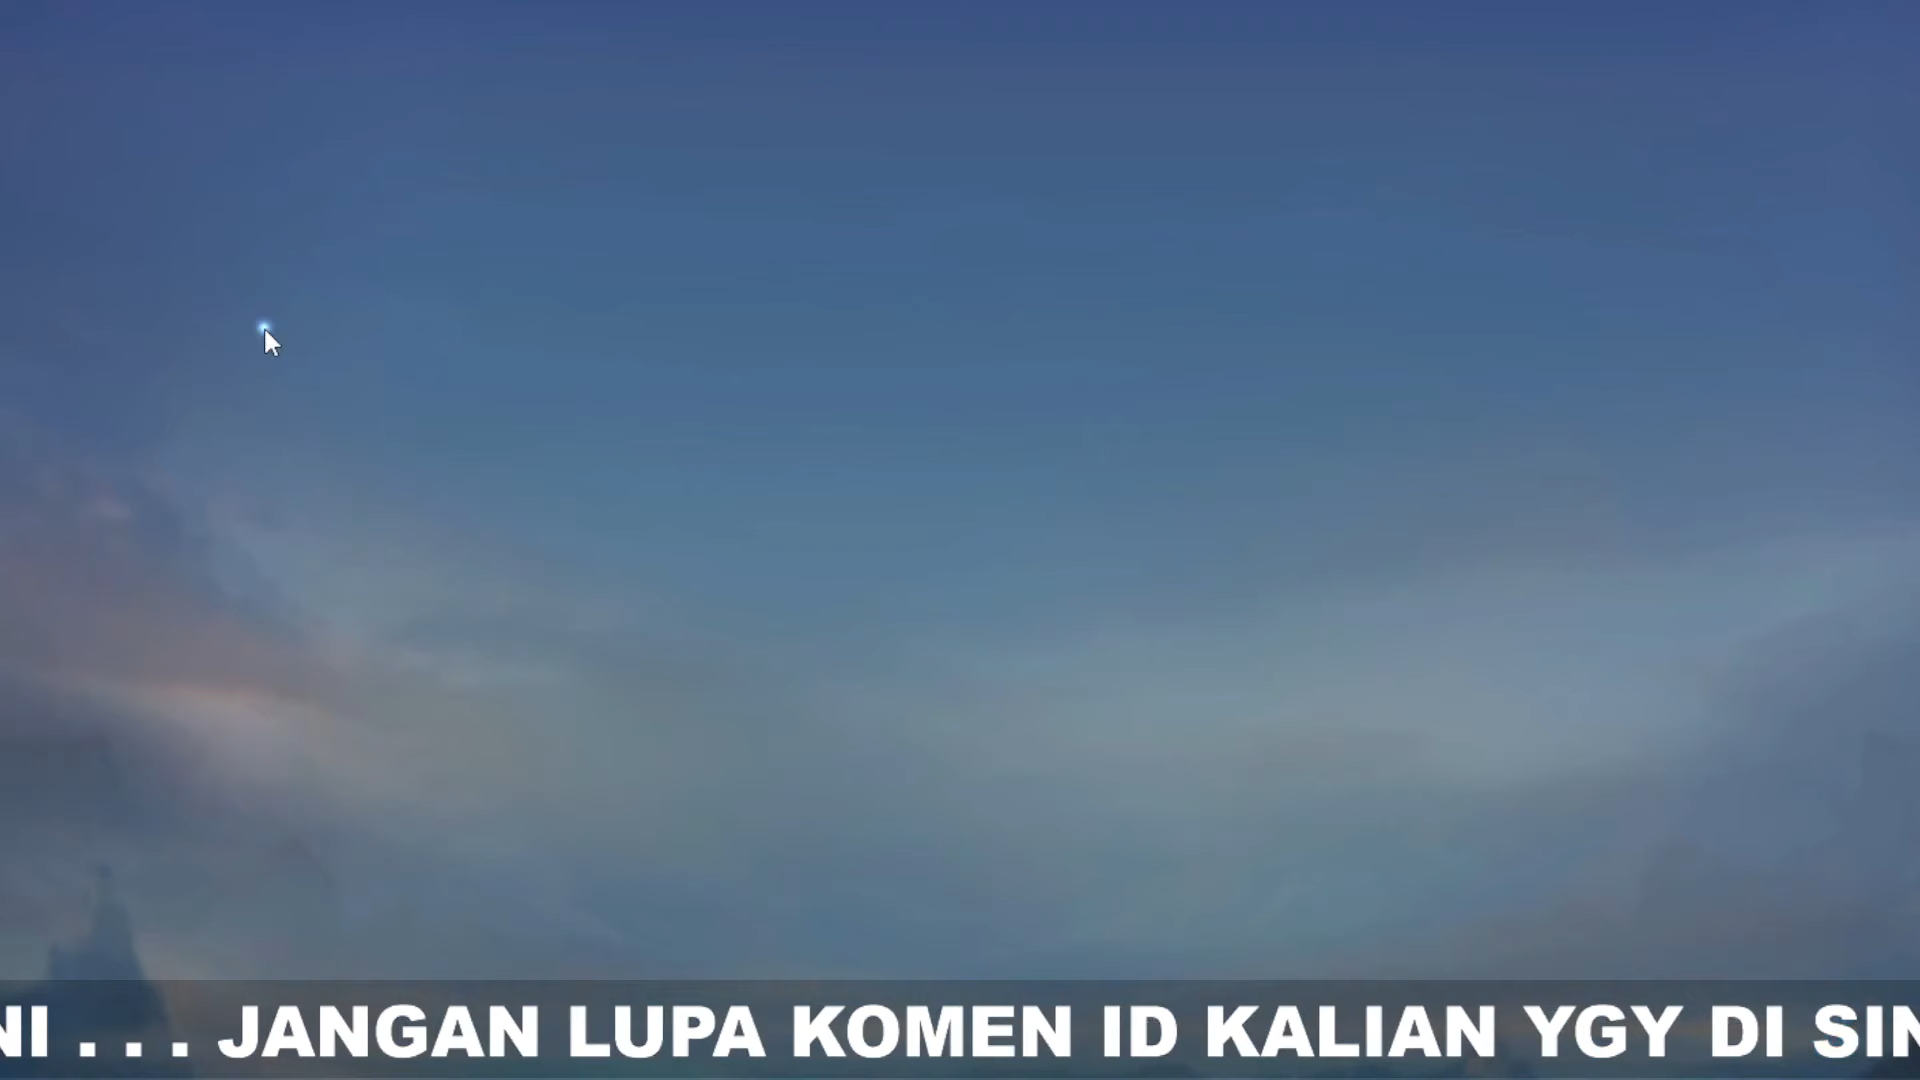 NI . . . JANGAN LUPA KOMEN ID KALIAN YGY DI SIN